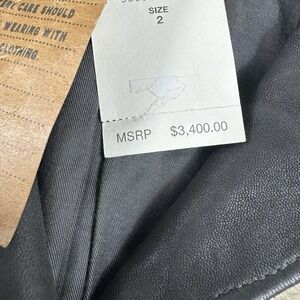 CARE SHOULD
WEARING WITH
CLOTHING.
SIZE
2
MSRP $3,400.00